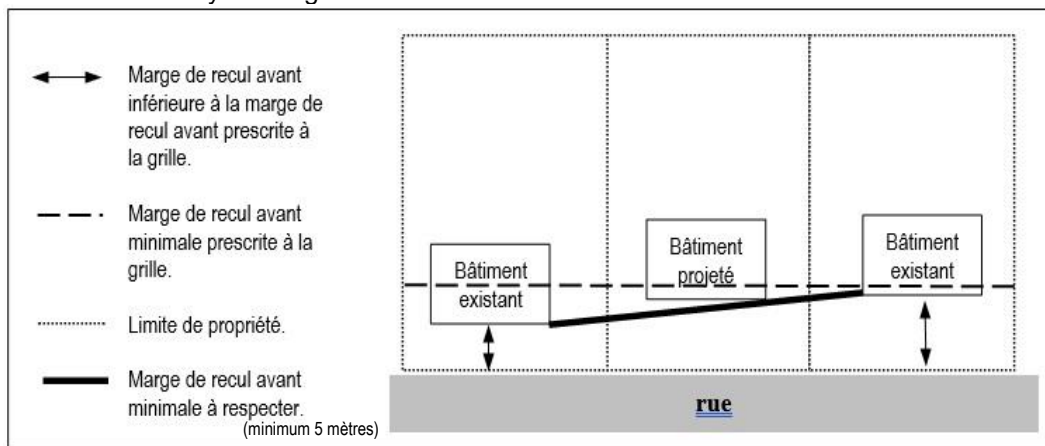 Marge de recul avant
inférieure à la marge de
recul avant prescrite à
la grille.
Marge de recul avant
minimale prescrite à la
grille.
Limite de propriété.
Marge de recul avant
minimale à respecter.
(minimum 5 mètres)
Bâtiment
existant
Bâtiment
projeté
Bâtiment
existant
rue